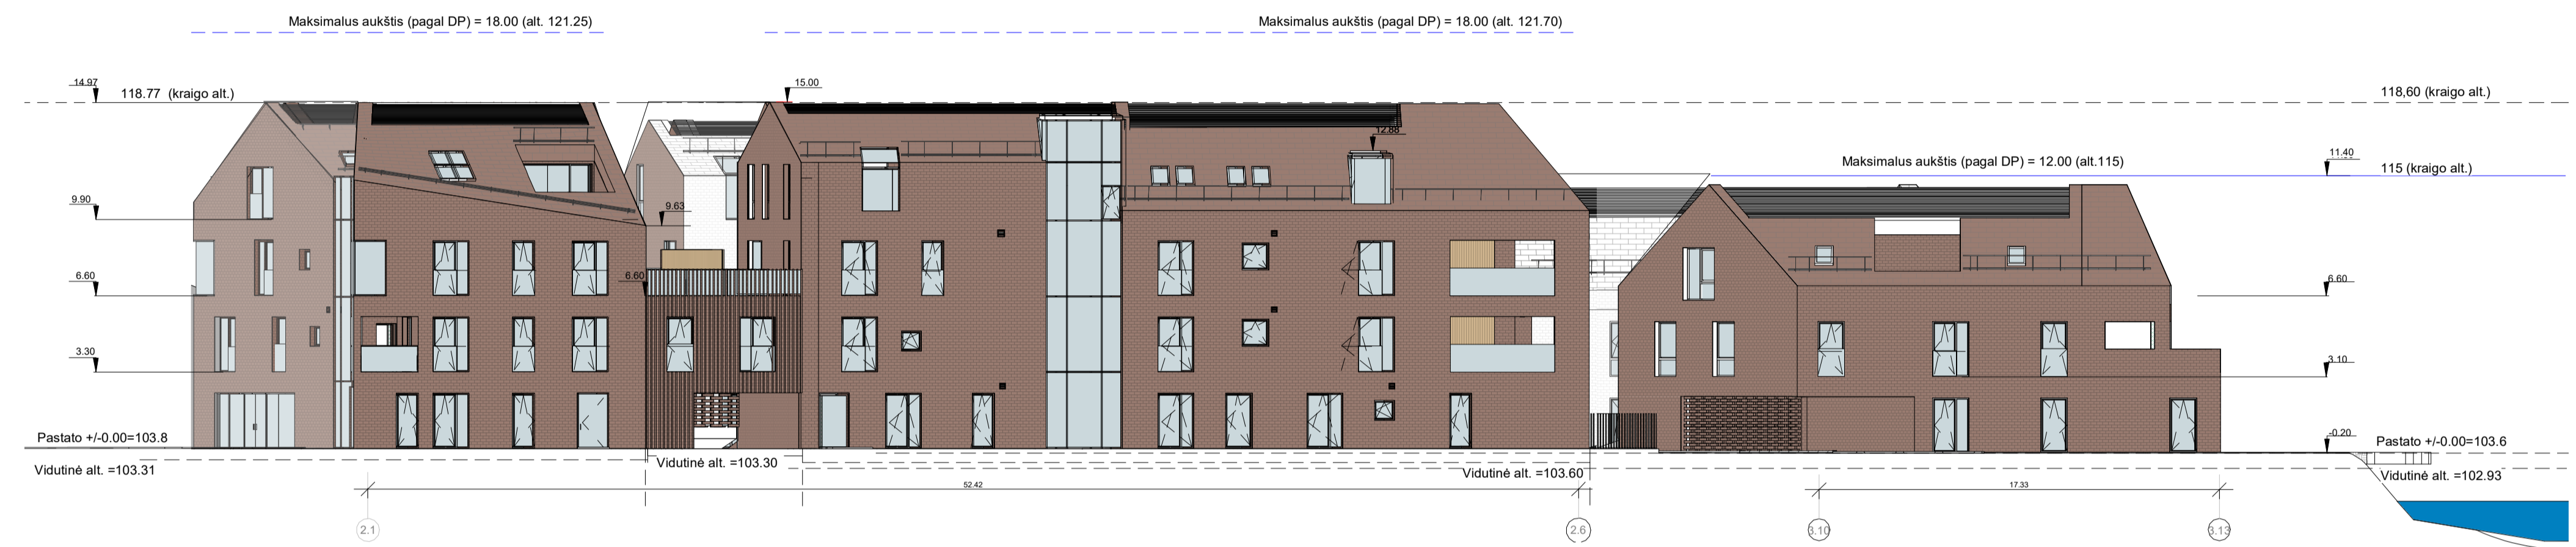 Maksimalus aukštis (pagal DP) = 18.00 (alt. 121.25)
Maksimalus aukštis (pagal DP) = 18.00 (alt. 121.70)
14.97
118.77 (kraigo alt.)
15.00
118,60 (kraigo alt.)
12.88
Maksimalus aukštis (pagal DP) = 12.00 (alt.115)
11.40
115 (kraigo alt.)
9.90
9.63
6.60
6.60
6.60
3.30
3.10
Pastato +/-0.00=103.8
-0.20
Pastato +/-0.00=103.6
Vidutinė alt. =103.31
Vidutinė alt. =103.30
Vidutinė alt. =103.60
Vidutinė alt. =102.93
52.42
17.33
2.1
2.6
3.10
3.13